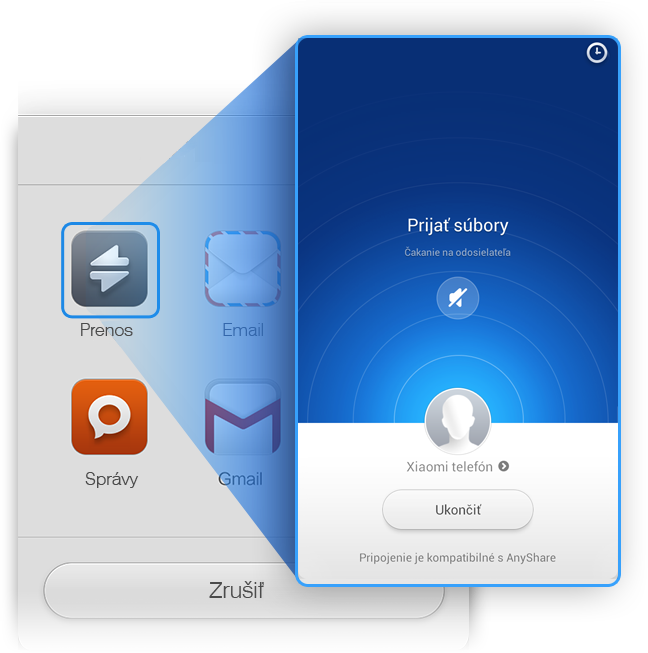 Prijať súbory
Čakanie na odosielateľa
Prenos
Email
Správy
Gmail
Xiaomi telefón
Ukončiť
Pripojenie je kompatibilné s AnyShare
Zrušiť